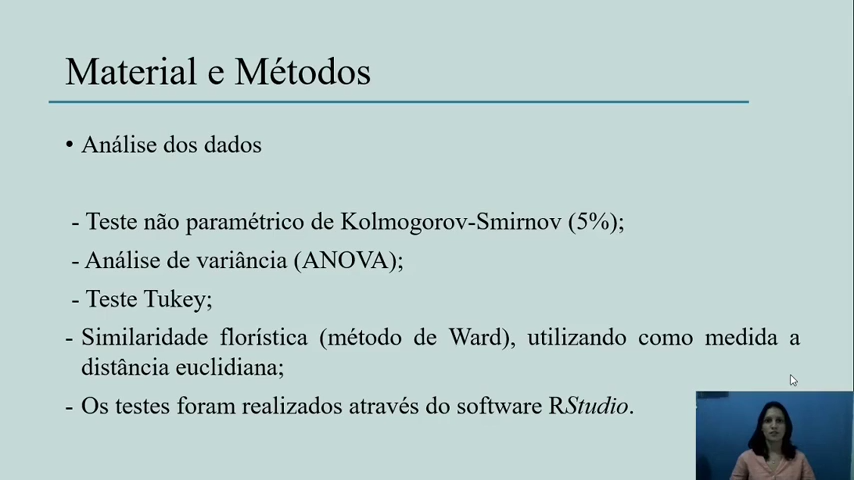 Material e Métodos
• Análise dos dados
- Teste não paramétrico de Kolmogorov-Smirnov (5%);
- Análise de variância (ANOVA);
- Teste Tukey;
- Similaridade florística (método de Ward), utilizando como medida a
distância euclidiana;
- Os testes foram realizados através do software RStudio.